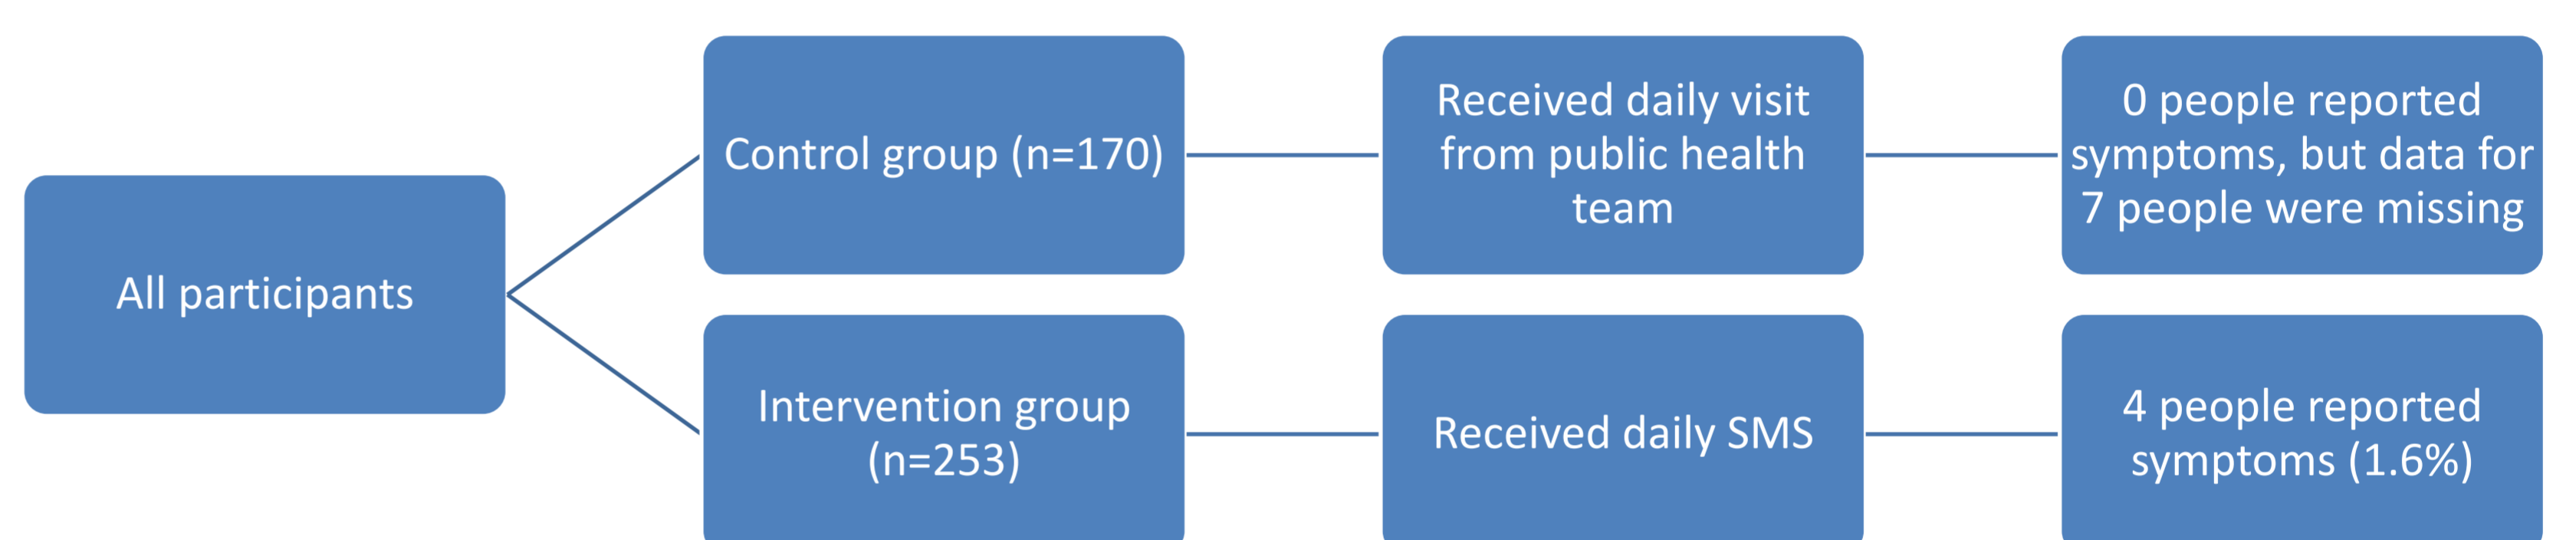 All participants
Control group (n=170)
Received daily visit
from public health
team
0 people reported
symptoms, but data for
7 people were missing
Intervention group
(n=253)
Received daily SMS
4 people reported
symptoms (1.6%)